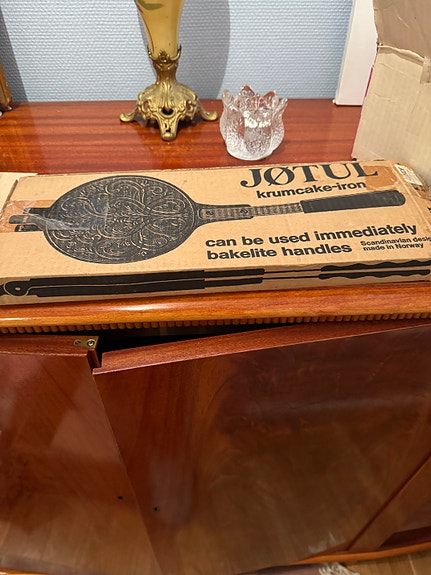 JØTUL
krumcake-iron
can be used immediately
bakelite handles
Scandinavian design
made in Norway